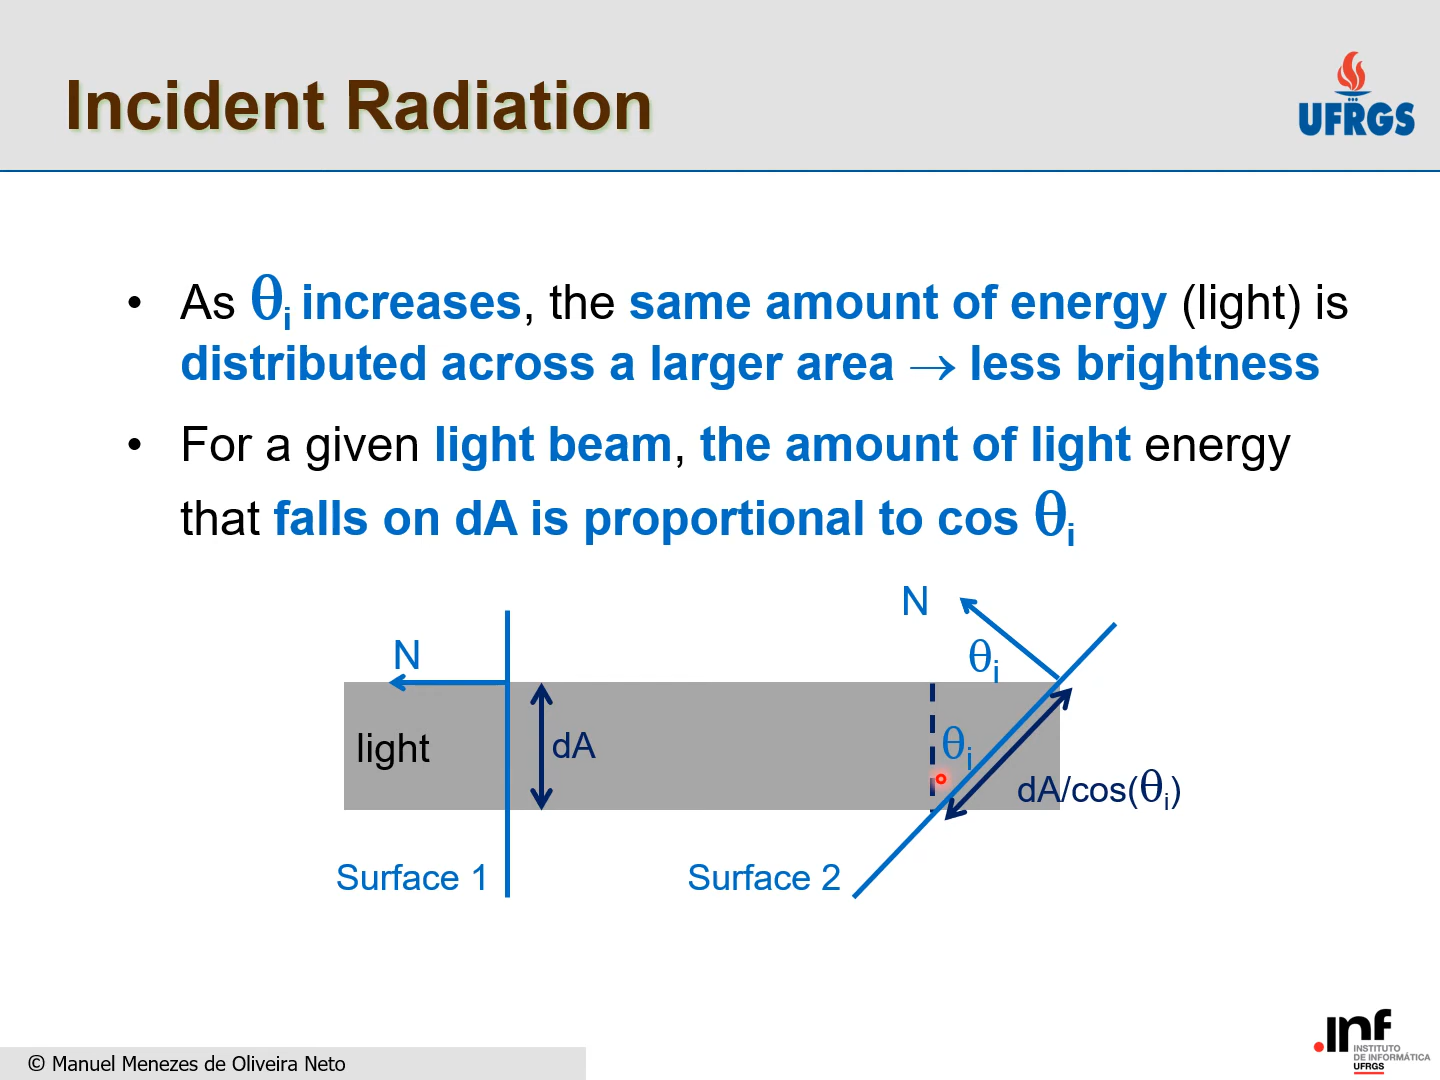 Incident Radiation
UFRGS
• As θi increases, the same amount of energy (light) is
distributed across a larger area → less brightness
• For a given light beam, the amount of light energy
that falls on dA is proportional to cos θi
N
N
θi
light
dA
θi
dA/cos(θi)
Surface 1
Surface 2
.inf
INSTITUTO
DE INFORMÁTICA
UFRGS
© Manuel Menezes de Oliveira Neto